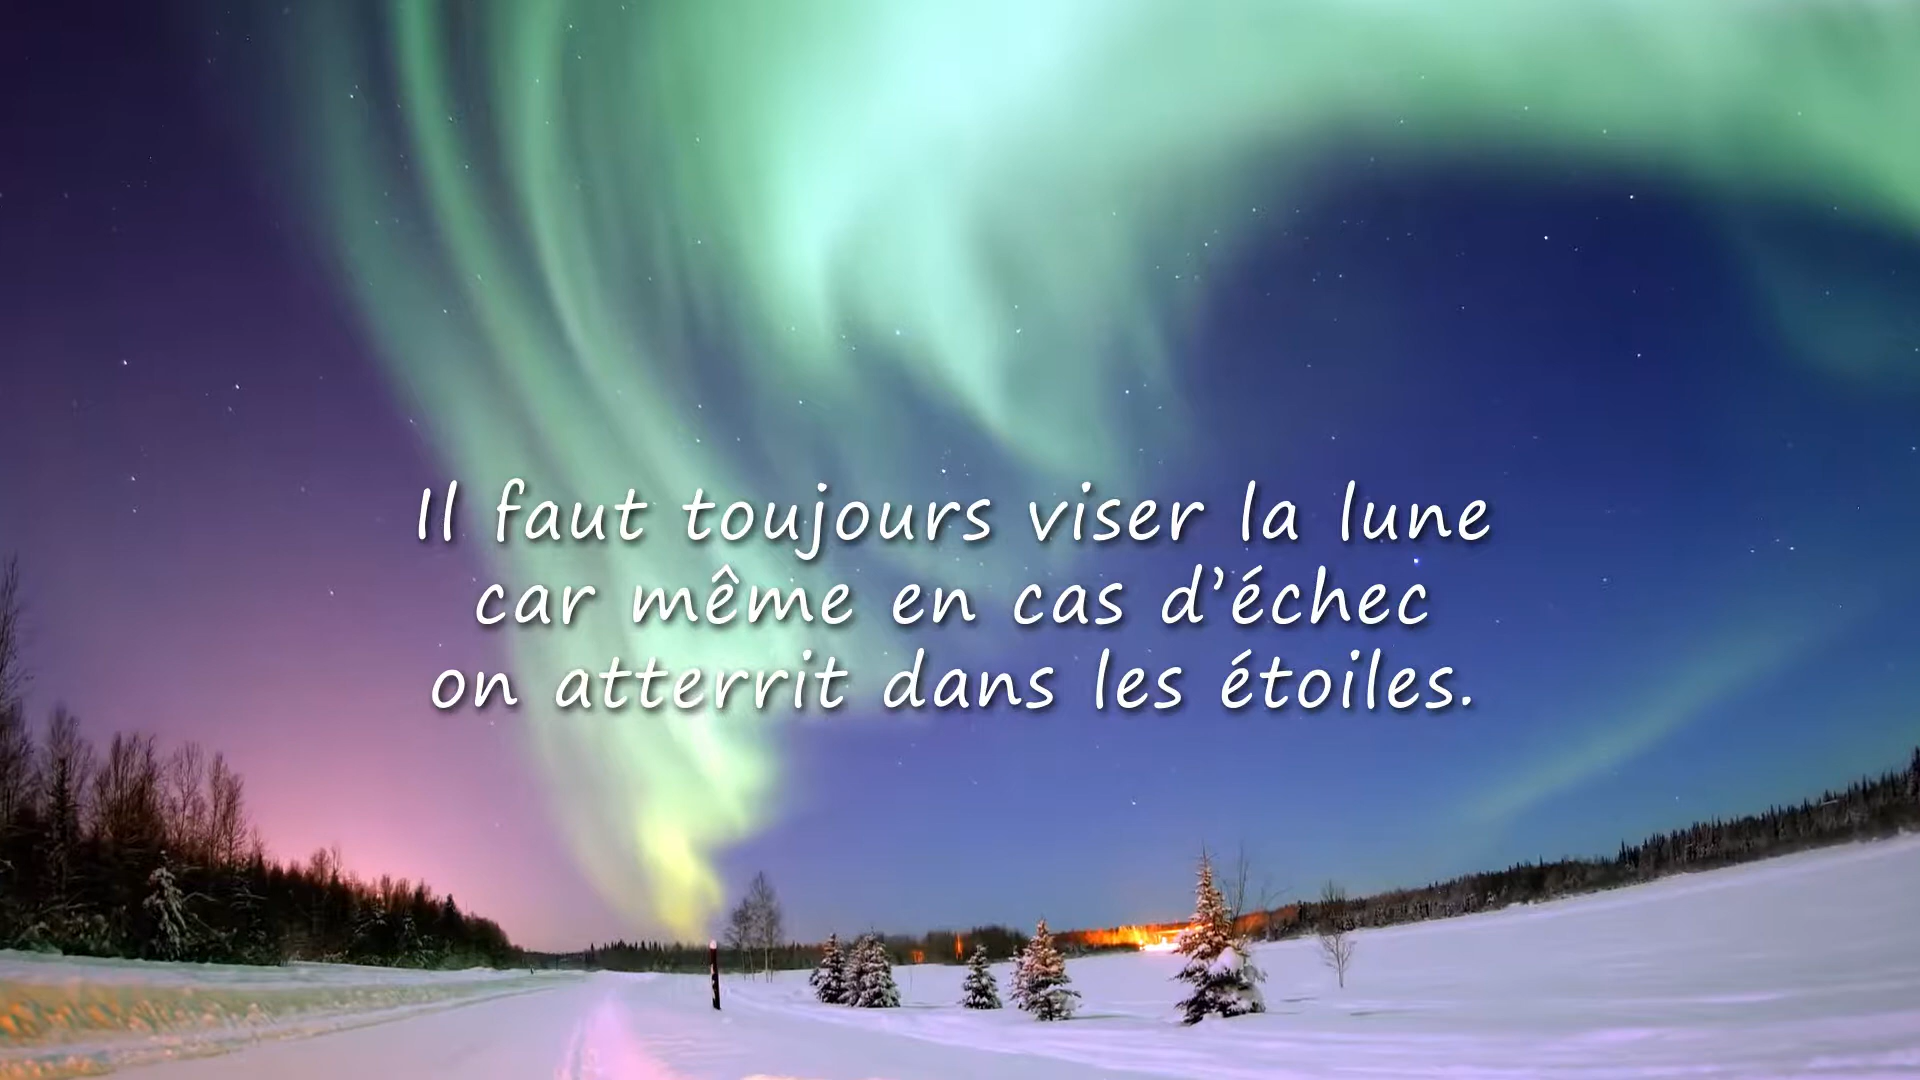 Il faut toujours viser la lune
car même en cas d’échec
on atterrit dans les étoiles.